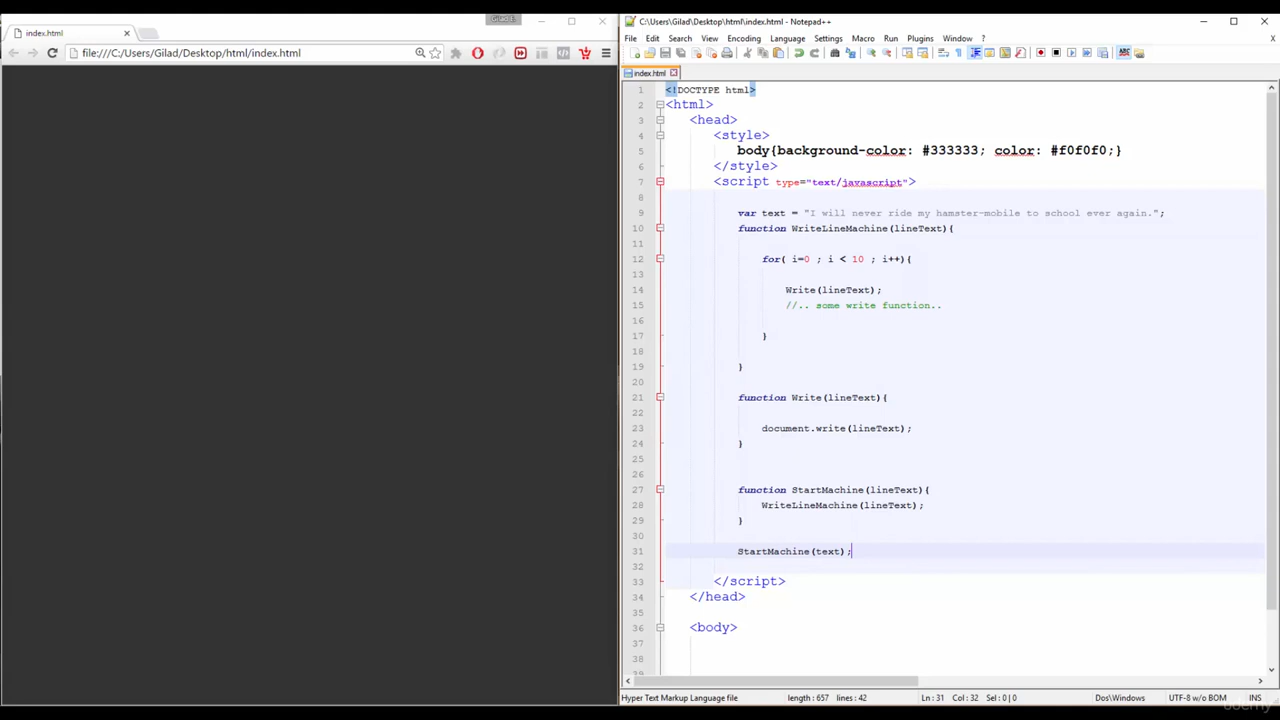 Gilad E.
index.html
file:///C:/Users/Gilad/Desktop/html/index.html
C:\Users\Gilad\Desktop\html\index.html - Notepad++
File Edit Search View Encoding Language Settings Macro Run Plugins Window ? X
ABC
index.html
1 <!DOCTYPE html>
2 <html>
3 <head>
4 <style>
5 body{background-color: #333333; color: #f0f0f0;}
6 </style>
7 <script type="text/javascript">
8
9 var text = "I will never ride my hamster-mobile to school ever again.";
10 function WriteLineMachine(lineText){
11
12 for( i=0 ; i < 10 ; i++){
13
14 Write(lineText);
15 //.. some write function..
16
17 }
18
19 }
20
21 function Write(lineText){
22
23 document.write(lineText);
24 }
25
26
27 function StartMachine(lineText){
28 WriteLineMachine(lineText);
29 }
30
31 StartMachine(text);
32
33 </script>
34 </head>
35
36 <body>
37
38
39
Hyper Text Markup Language file length : 657 lines : 42 Ln : 31 Col : 32 Sel : 0 | 0 Dos\Windows UTF-8 w/o BOM INS
udemy